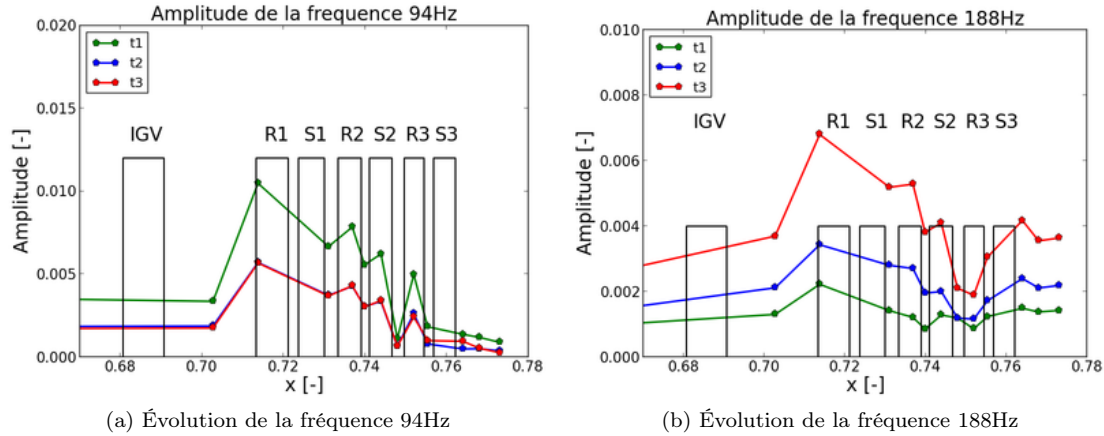 Amplitude de la frequence 94Hz
0.020
0.015
0.010
0.005
0.000
Amplitude [-]
t1
t2
t3
IGV
R1
S1
R2
S2
R3
S3
0.68
0.70
0.72
0.74
0.76
0.78
x [-]
(a) Évolution de la fréquence 94Hz
Amplitude de la frequence 188Hz
0.010
0.008
0.006
0.004
0.002
0.000
Amplitude [-]
t1
t2
t3
IGV
R1
S1
R2
S2
R3
S3
0.68
0.70
0.72
0.74
0.76
0.78
x [-]
(b) Évolution de la fréquence 188Hz